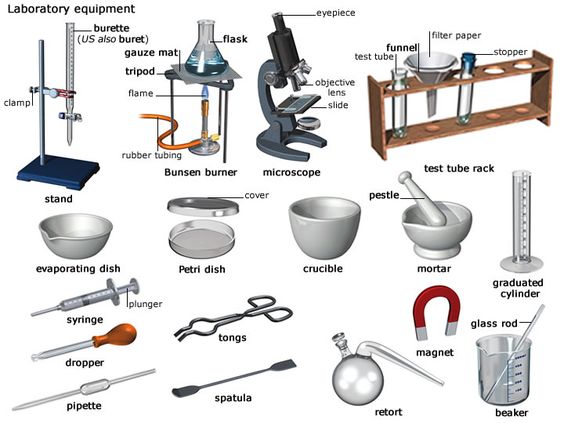 Laboratory equipment
burette
(US also buret)
clamp
stand
flask
gauze mat
tripod
flame
rubber tubing
Bunsen burner
eyepiece
objective
lens
slide
microscope
funnel
filter paper
test tube
stopper
test tube rack
evaporating dish
cover
Petri dish
crucible
pestle
mortar
graduated
cylinder
plunger
syringe
dropper
pipette
tongs
spatula
magnet
retort
glass rod
beaker